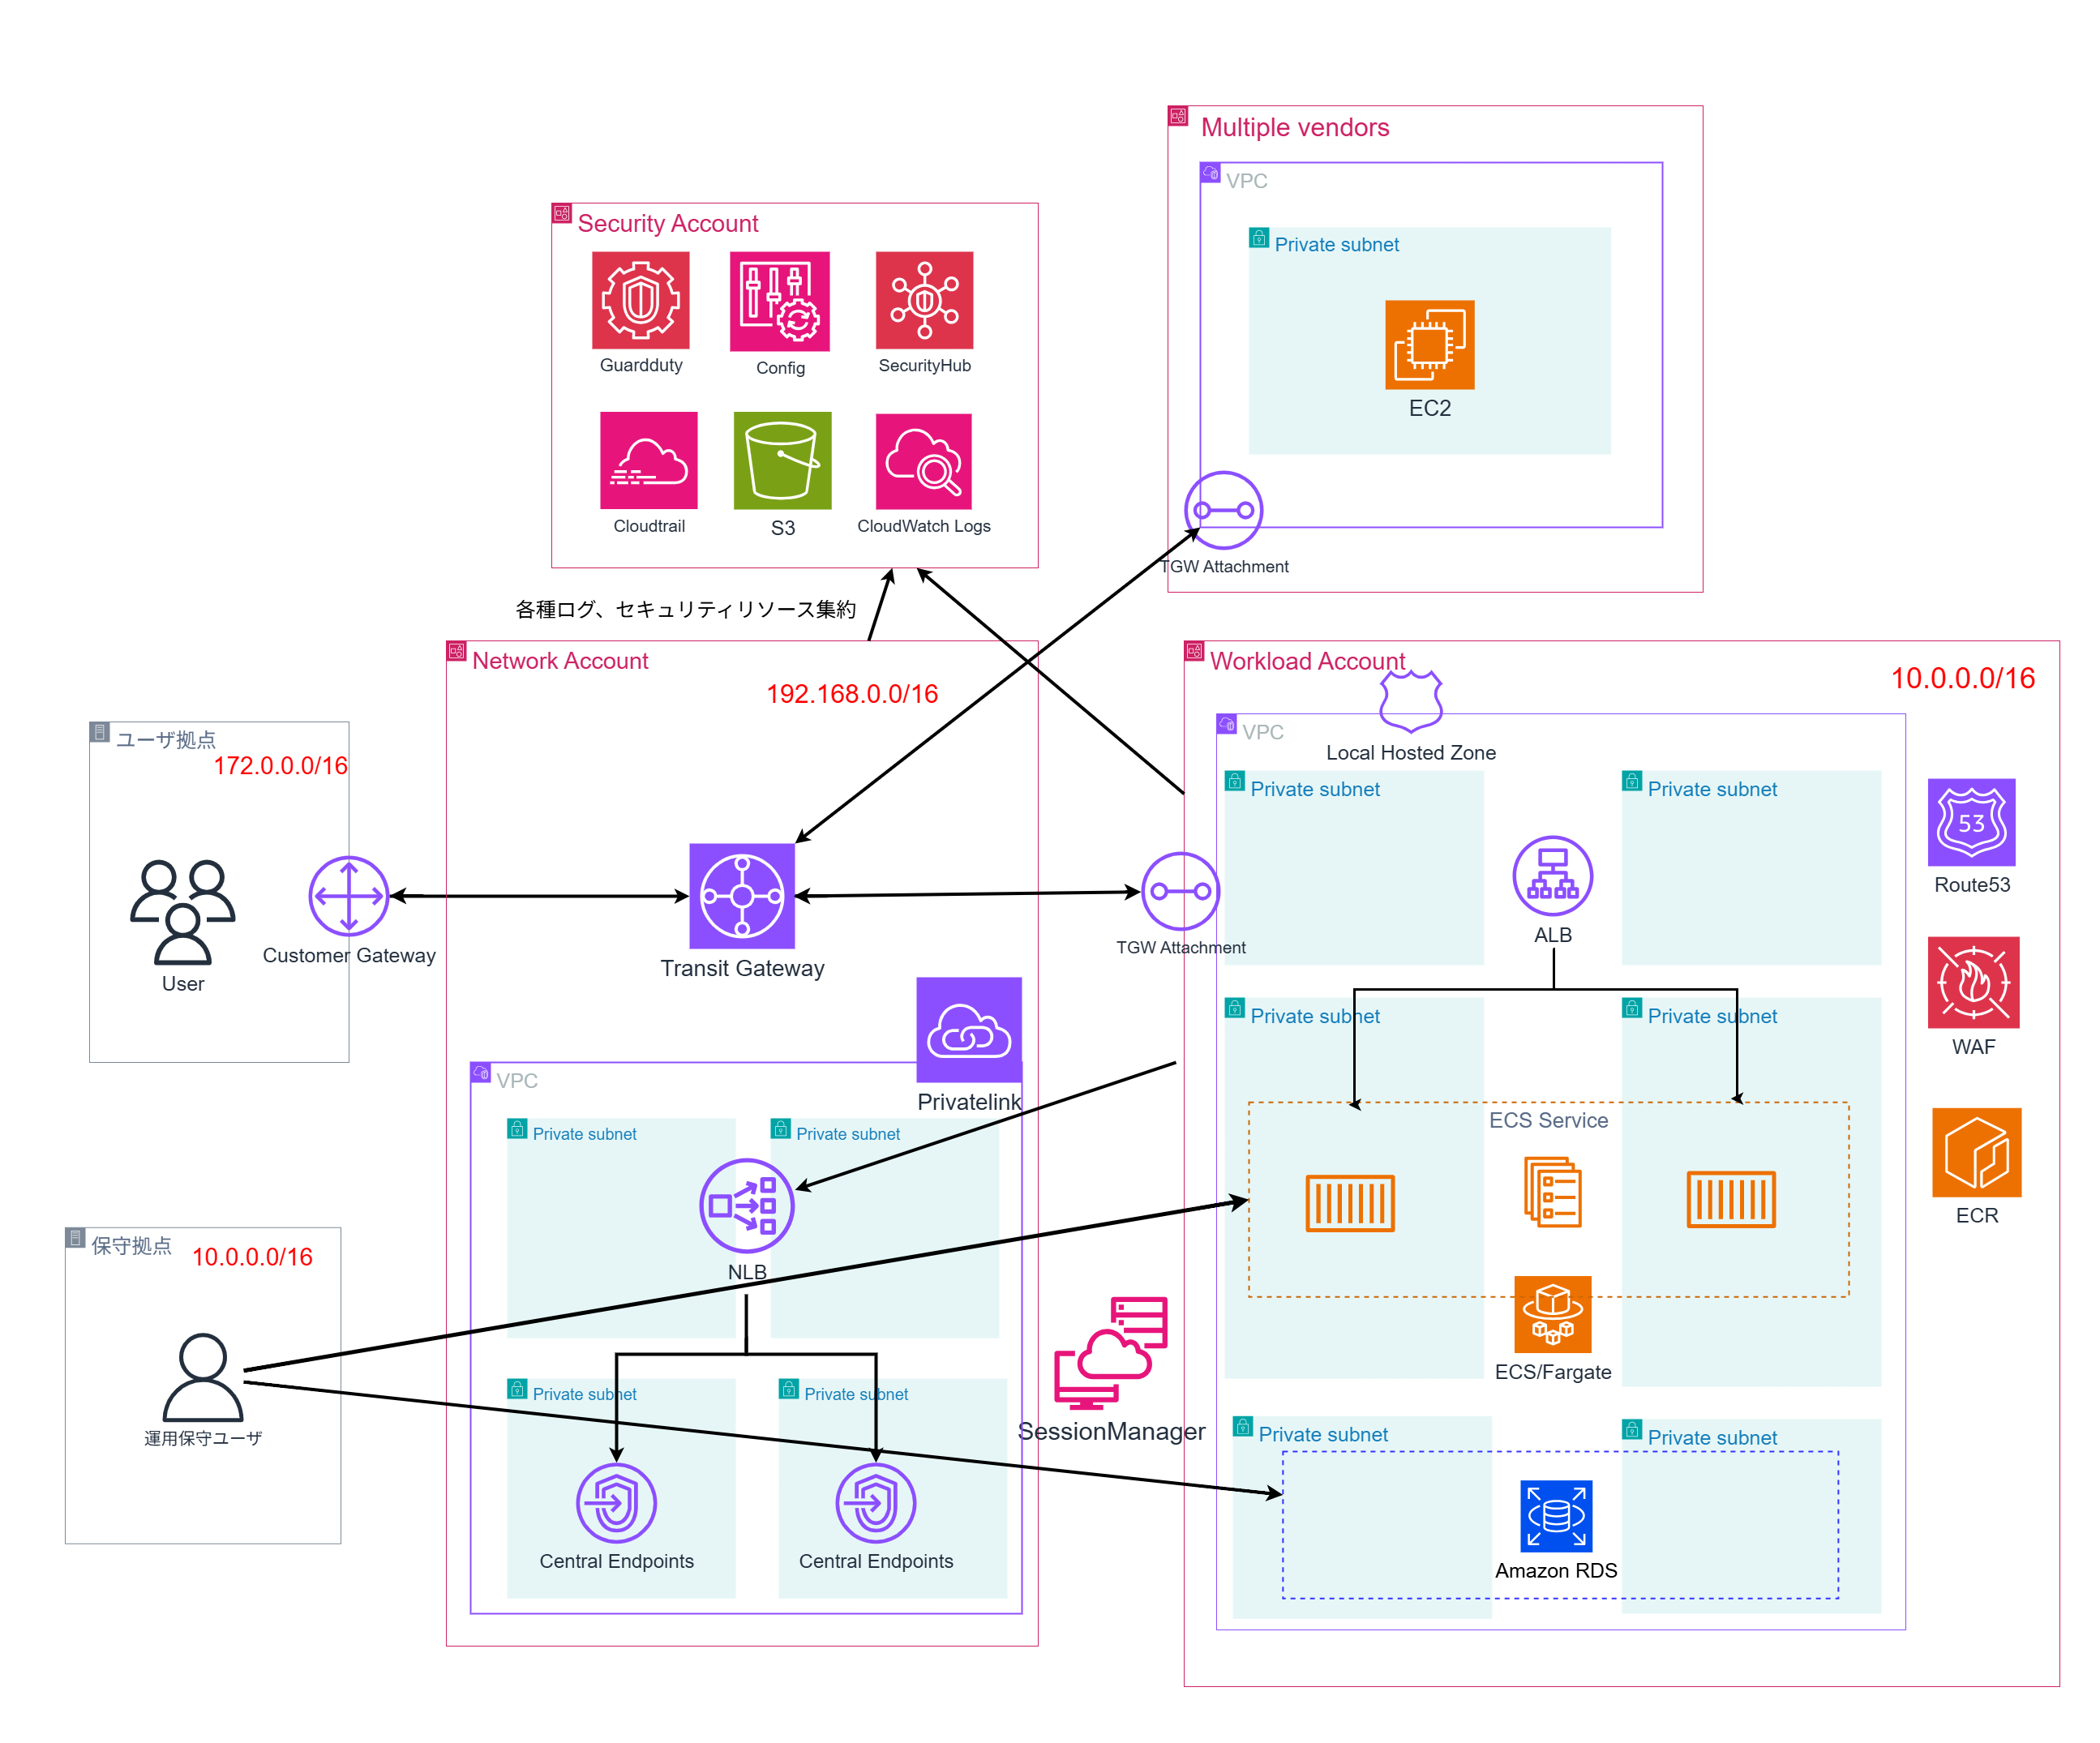 Multiple vendors
VPC
Private subnet
EC2
TGW Attachment
Security Account
Guardduty
Config
SecurityHub
Cloudtrail
S3
CloudWatch Logs
各種ログ、セキュリティリソース集約
Network Account
192.168.0.0/16
Transit Gateway
Privatelink
VPC
Private subnet
Private subnet
NLB
Private subnet
Private subnet
Central Endpoints
Central Endpoints
ユーザ拠点
172.0.0.0/16
User
Customer Gateway
保守拠点
10.0.0.0/16
運用保守ユーザ
SessionManager
TGW Attachment
Workload Account
10.0.0.0/16
VPC
Local Hosted Zone
Private subnet
Private subnet
ALB
Private subnet
Private subnet
ECS Service
ECS/Fargate
Private subnet
Private subnet
Amazon RDS
53
Route53
WAF
ECR